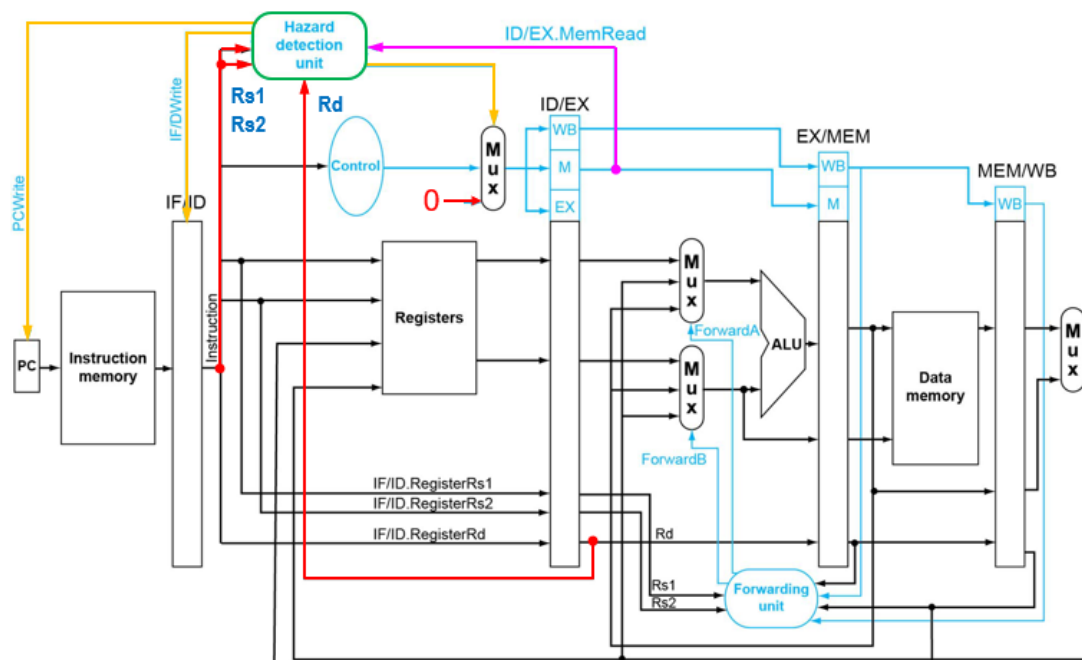 Hazard
detection
unit
ID/EX.MemRead
Rs1
Rs2
Rd
IF/DWrite
PCWrite
ID/EX
EX/MEM
MEM/WB
IF/ID
WB
M
EX
WB
M
WB
Control
0
M
u
x
Instruction
PC
Instruction
memory
Registers
M
u
x
M
u
x
ForwardA
ForwardB
ALU
Data
memory
M
u
x
IF/ID.RegisterRs1
IF/ID.RegisterRs2
IF/ID.RegisterRd
Rd
Rs1
Rs2
Forwarding
unit